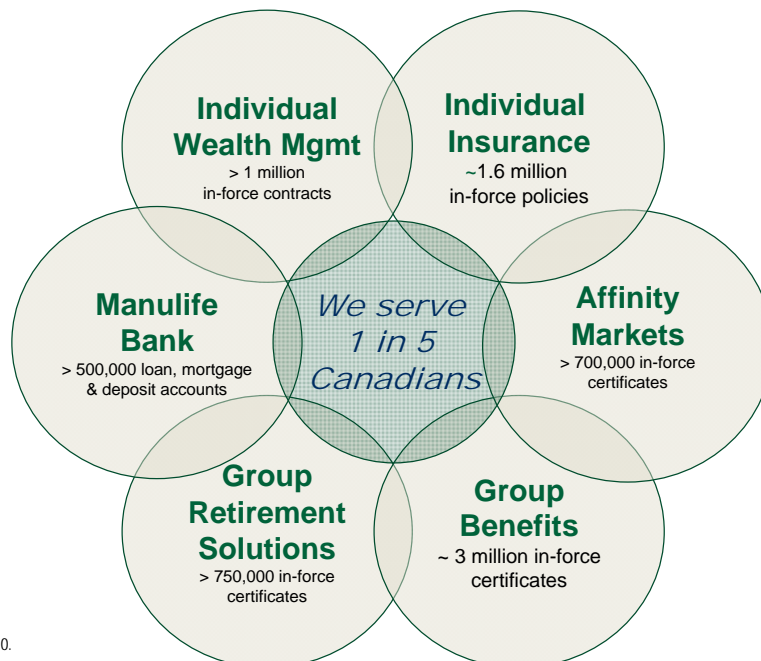 Individual
Wealth Mgmt
> 1 million
in-force contracts
Individual
Insurance
~1.6 million
in-force policies
Manulife
Bank
> 500,000 loan, mortgage
& deposit accounts
We serve
1 in 5
Canadians
Affinity
Markets
> 700,000 in-force
certificates
Group
Retirement
Solutions
> 750,000 in-force
certificates
Group
Benefits
~ 3 million in-force
certificates
0.